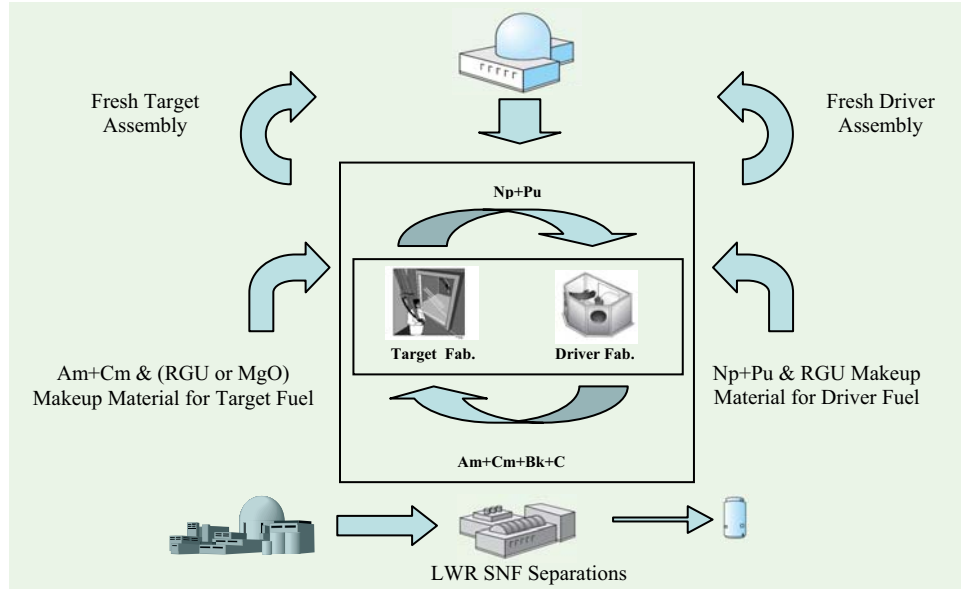 Fresh Target
Assembly
Fresh Driver
Assembly
Np+Pu
Target Fab.
Driver Fab.
Am+Cm & (RGU or MgO)
Makeup Material for Target Fuel
Np+Pu & RGU Makeup
Material for Driver Fuel
Am+Cm+Bk+C
LWR SNF Separations